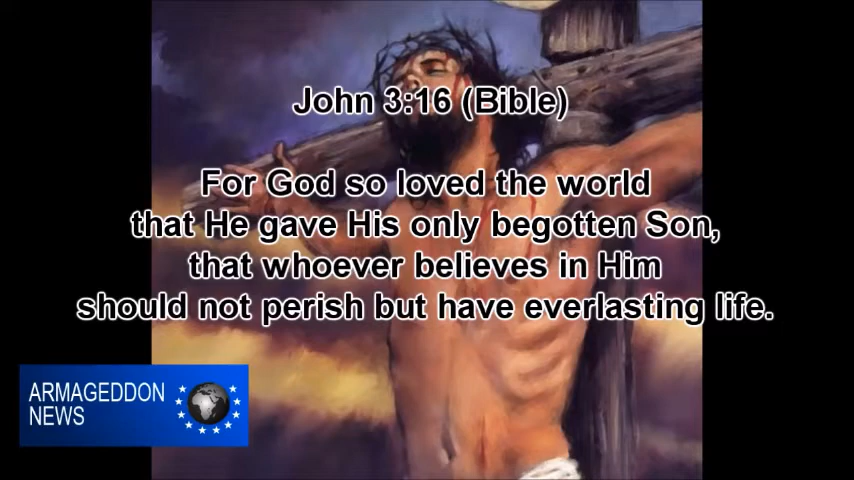 John 3:16 (Bible)
For God so loved the world
that He gave His only begotten Son,
that whoever believes in Him
should not perish but have everlasting life.
ARMAGEDDON
NEWS